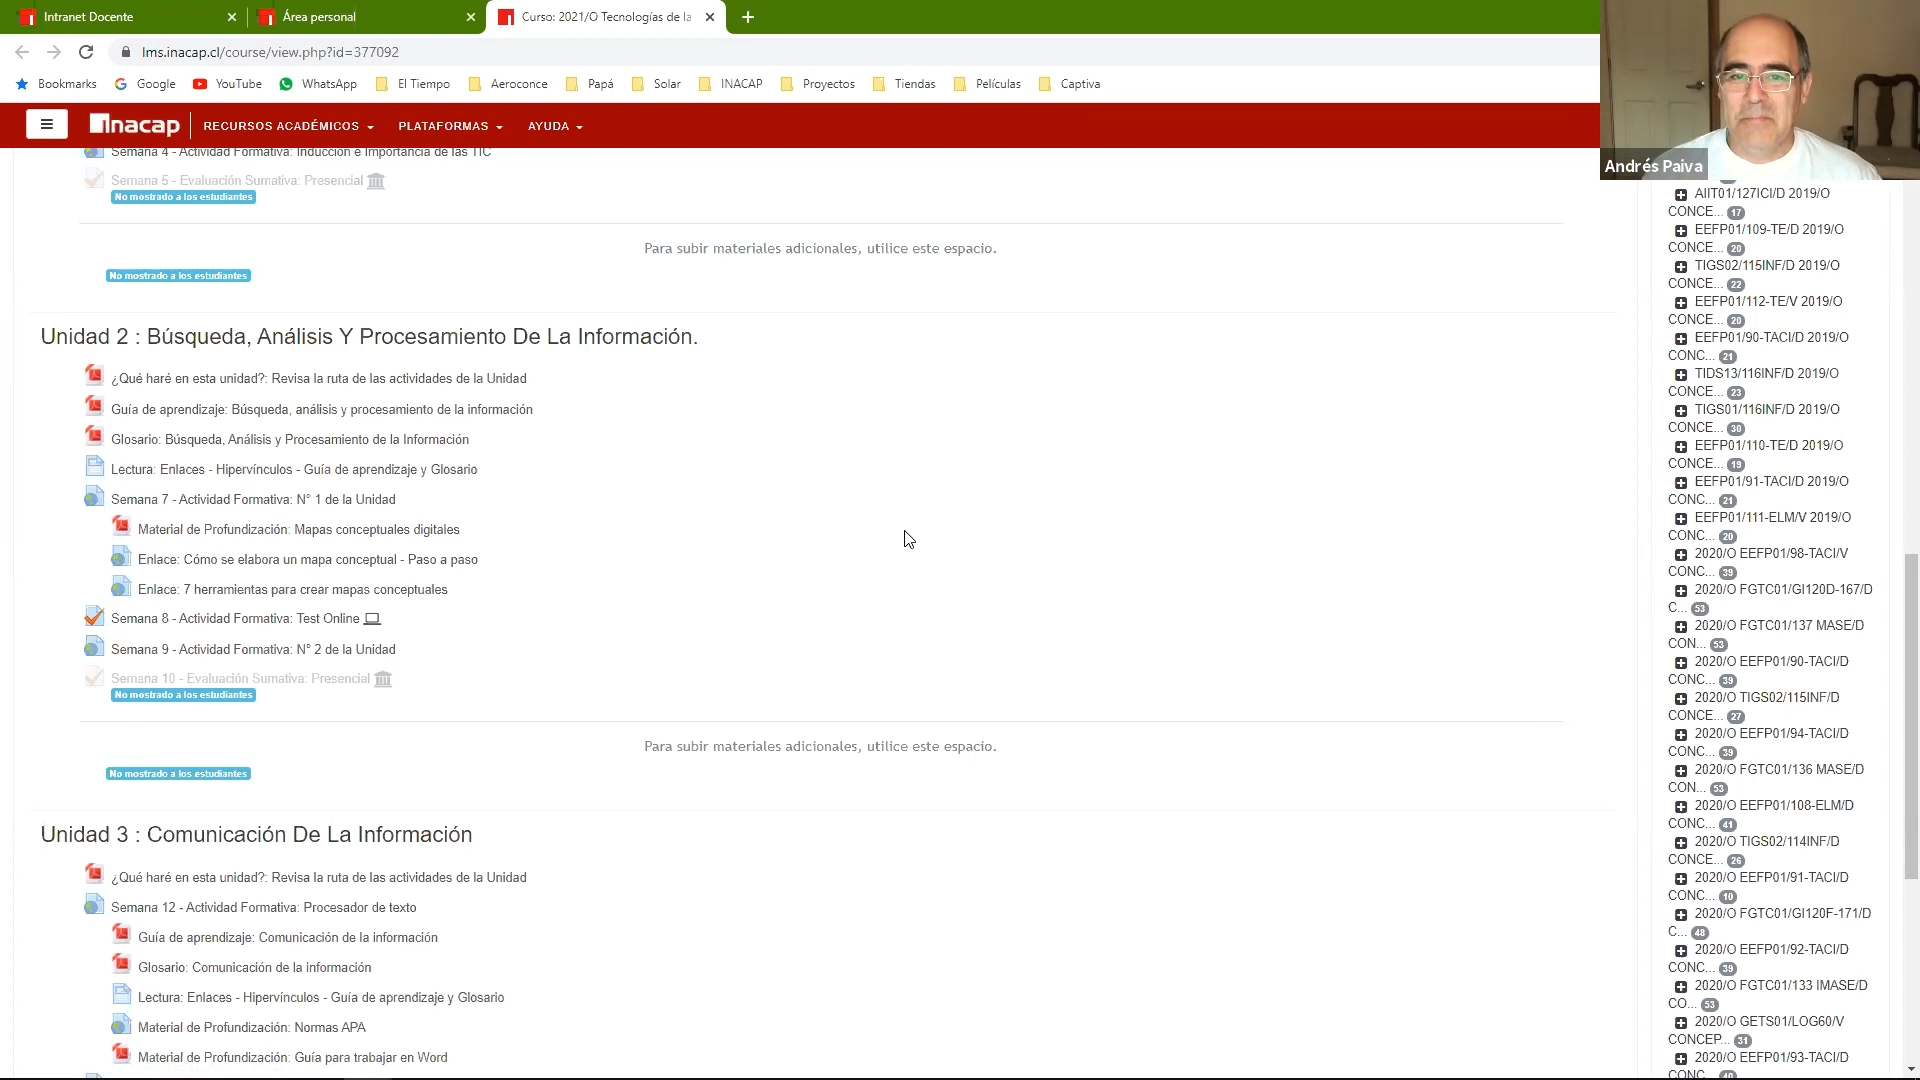 Intranet Docente
Área personal
Curso: 2021/O Tecnologías de la
lms.inacap.cl/course/view.php?id=377092
Bookmarks
Google
YouTube
WhatsApp
El Tiempo
Aeroconce
Papá
Solar
INACAP
Proyectos
Tiendas
Películas
Captiva
Inacap
RECURSOS ACADÉMICOS
PLATAFORMAS
AYUDA
Andrés Paiva
Semana 4 - Actividad Formativa: Inducción e Importancia de las TIC
Semana 5 - Evaluación Sumativa: Presencial
No mostrado a los estudiantes
Para subir materiales adicionales, utilice este espacio.
No mostrado a los estudiantes
Unidad 2 : Búsqueda, Análisis Y Procesamiento De La Información.
¿Qué haré en esta unidad?: Revisa la ruta de las actividades de la Unidad
Guía de aprendizaje: Búsqueda, análisis y procesamiento de la información
Glosario: Búsqueda, Análisis y Procesamiento de la Información
Lectura: Enlaces - Hipervínculos - Guía de aprendizaje y Glosario
Semana 7 - Actividad Formativa: N° 1 de la Unidad
Material de Profundización: Mapas conceptuales digitales
Enlace: Cómo se elabora un mapa conceptual - Paso a paso
Enlace: 7 herramientas para crear mapas conceptuales
Semana 8 - Actividad Formativa: Test Online
Semana 9 - Actividad Formativa: N° 2 de la Unidad
Semana 10 - Evaluación Sumativa: Presencial
No mostrado a los estudiantes
Para subir materiales adicionales, utilice este espacio.
No mostrado a los estudiantes
Unidad 3 : Comunicación De La Información
¿Qué haré en esta unidad?: Revisa la ruta de las actividades de la Unidad
Semana 12 - Actividad Formativa: Procesador de texto
Guía de aprendizaje: Comunicación de la información
Glosario: Comunicación de la información
Lectura: Enlaces - Hipervínculos - Guía de aprendizaje y Glosario
Material de Profundización: Normas APA
Material de Profundización: Guía para trabajar en Word
AIIT01/127ICI/D 2019/O
CONCE... 17
EEFP01/109-TE/D 2019/O
CONCE... 20
TIGS02/115INF/D 2019/O
CONCE... 22
EEFP01/112-TE/V 2019/O
CONCE... 20
EEFP01/90-TACI/D 2019/O
CONC... 21
TIDS13/116INF/D 2019/O
CONCE... 23
TIGS01/116INF/D 2019/O
CONCE... 30
EEFP01/110-TE/D 2019/O
CONCE... 19
EEFP01/91-TACI/D 2019/O
CONC... 21
EEFP01/111-ELM/V 2019/O
CONC... 20
2020/O EEFP01/98-TACI/V
CONC... 39
2020/O FGTC01/GI120D-167/D
C... 53
2020/O FGTC01/137 MASE/D
CON... 53
2020/O EEFP01/90-TACI/D
CONC... 39
2020/O TIGS02/115INF/D
CONCE... 27
2020/O EEFP01/94-TACI/D
CONC... 39
2020/O FGTC01/136 MASE/D
CON... 53
2020/O EEFP01/108-ELM/D
CONC... 41
2020/O TIGS02/114INF/D
CONCE... 26
2020/O EEFP01/91-TACI/D
CONC... 10
2020/O FGTC01/GI120F-171/D
C... 48
2020/O EEFP01/92-TACI/D
CONC... 39
2020/O FGTC01/133 IMASE/D
CO... 53
2020/O GETS01/LOG60/V
CONCEP... 31
2020/O EEFP01/93-TACI/D
CONC... 40